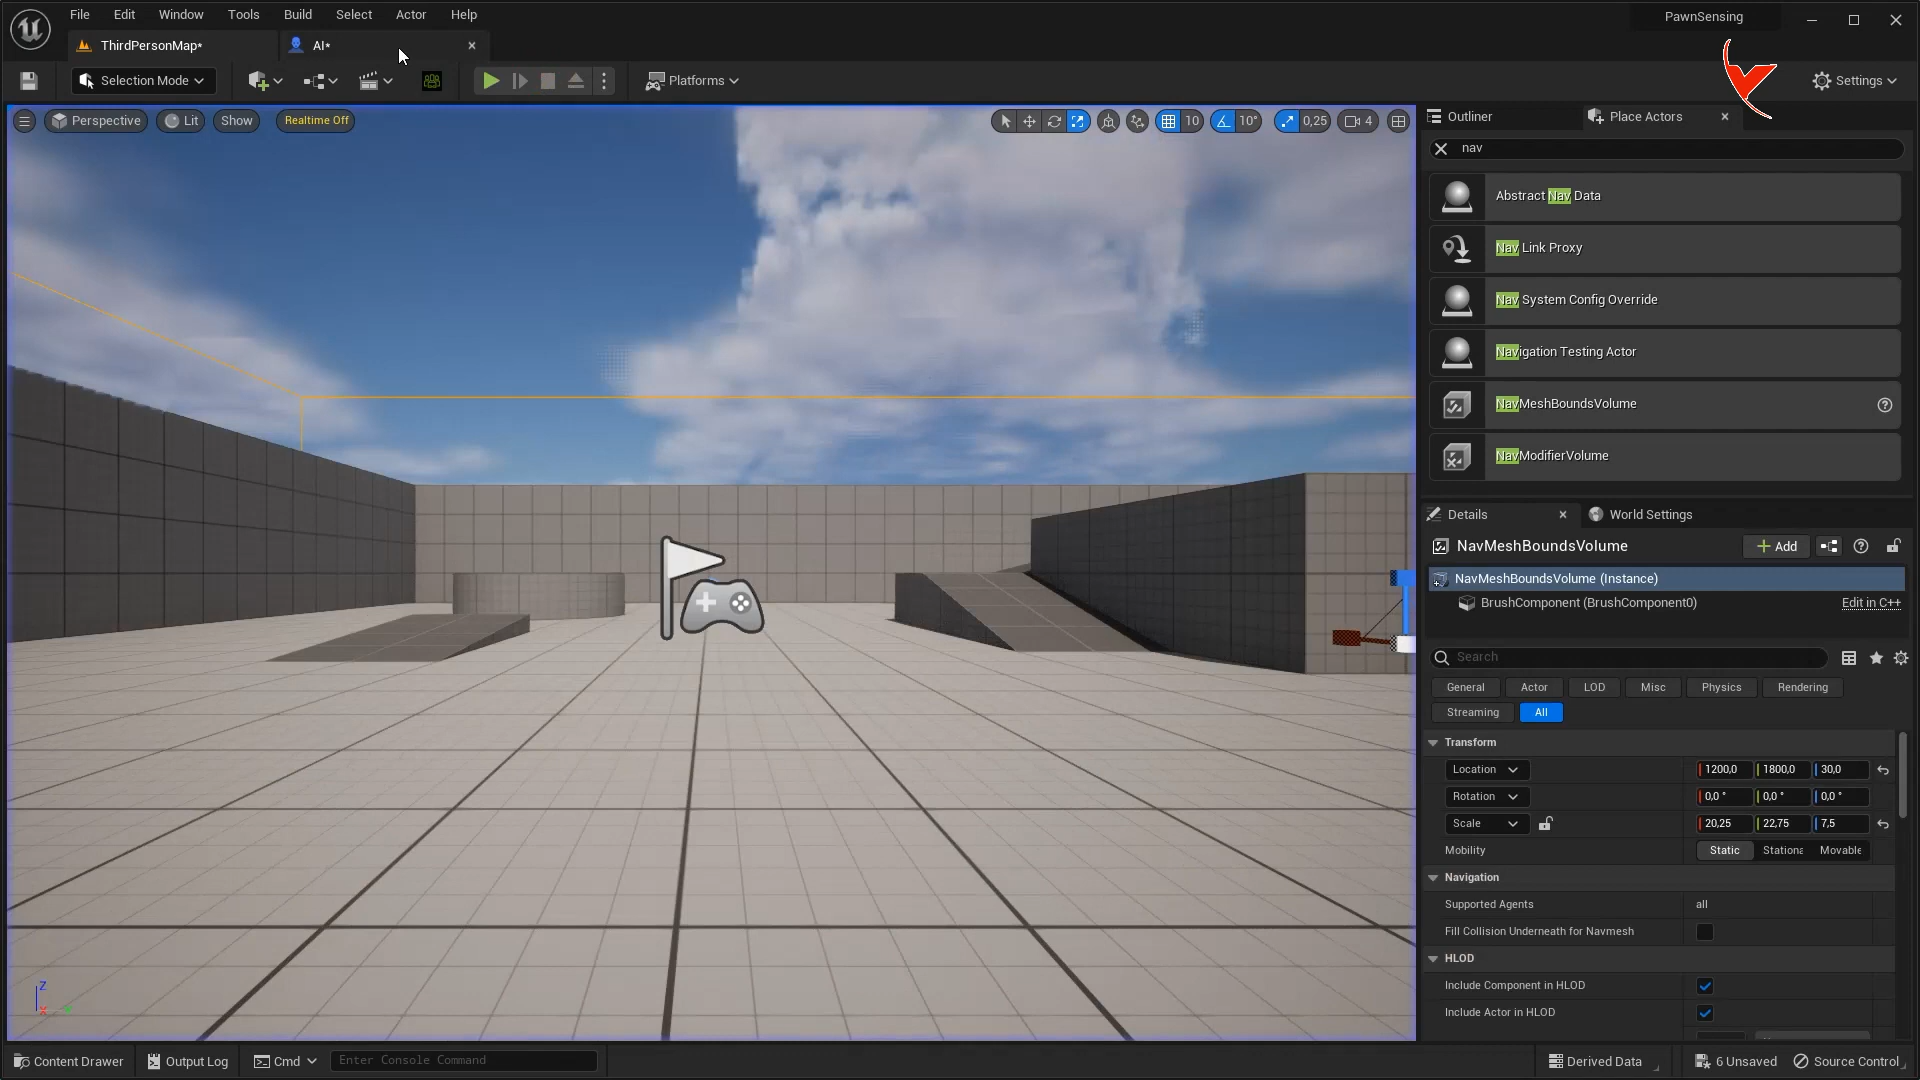 File Edit Window Tools Build Select Actor Help
PawnSensing
ThirdPersonMap*
AI*
Selection Mode
Platforms
Settings
Perspective
Lit
Show
Realtime Off
10
10°
0,25
4
Outliner
Place Actors
nav
Abstract Nav Data
Nav Link Proxy
Nav System Config Override
Navigation Testing Actor
NavMeshBoundsVolume
NavModifierVolume
Details
World Settings
NavMeshBoundsVolume
Add
NavMeshBoundsVolume (Instance)
BrushComponent (BrushComponent0)
Edit in C++
Search
General Actor LOD Misc Physics Rendering
Streaming All
Transform
Location 1200,0 1800,0 30,0
Rotation 0,0 ° 0,0 ° 0,0 °
Scale 20,25 22,75 7,5
Mobility Static Stationa Movable
Navigation
Supported Agents all
Fill Collision Underneath for Navmesh
HLOD
Include Component in HLOD
Include Actor in HLOD
Z
Content Drawer
Output Log
Cmd
Enter Console Command
Derived Data
6 Unsaved
Source Control